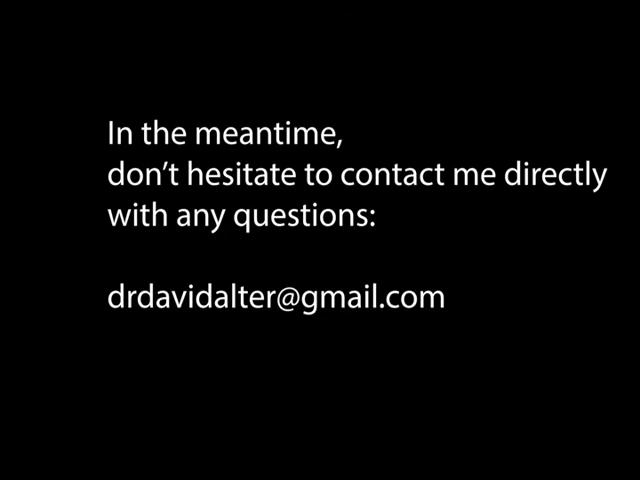 In the meantime,
don’t hesitate to contact me directly
with any questions:
drdavidalter@gmail.com